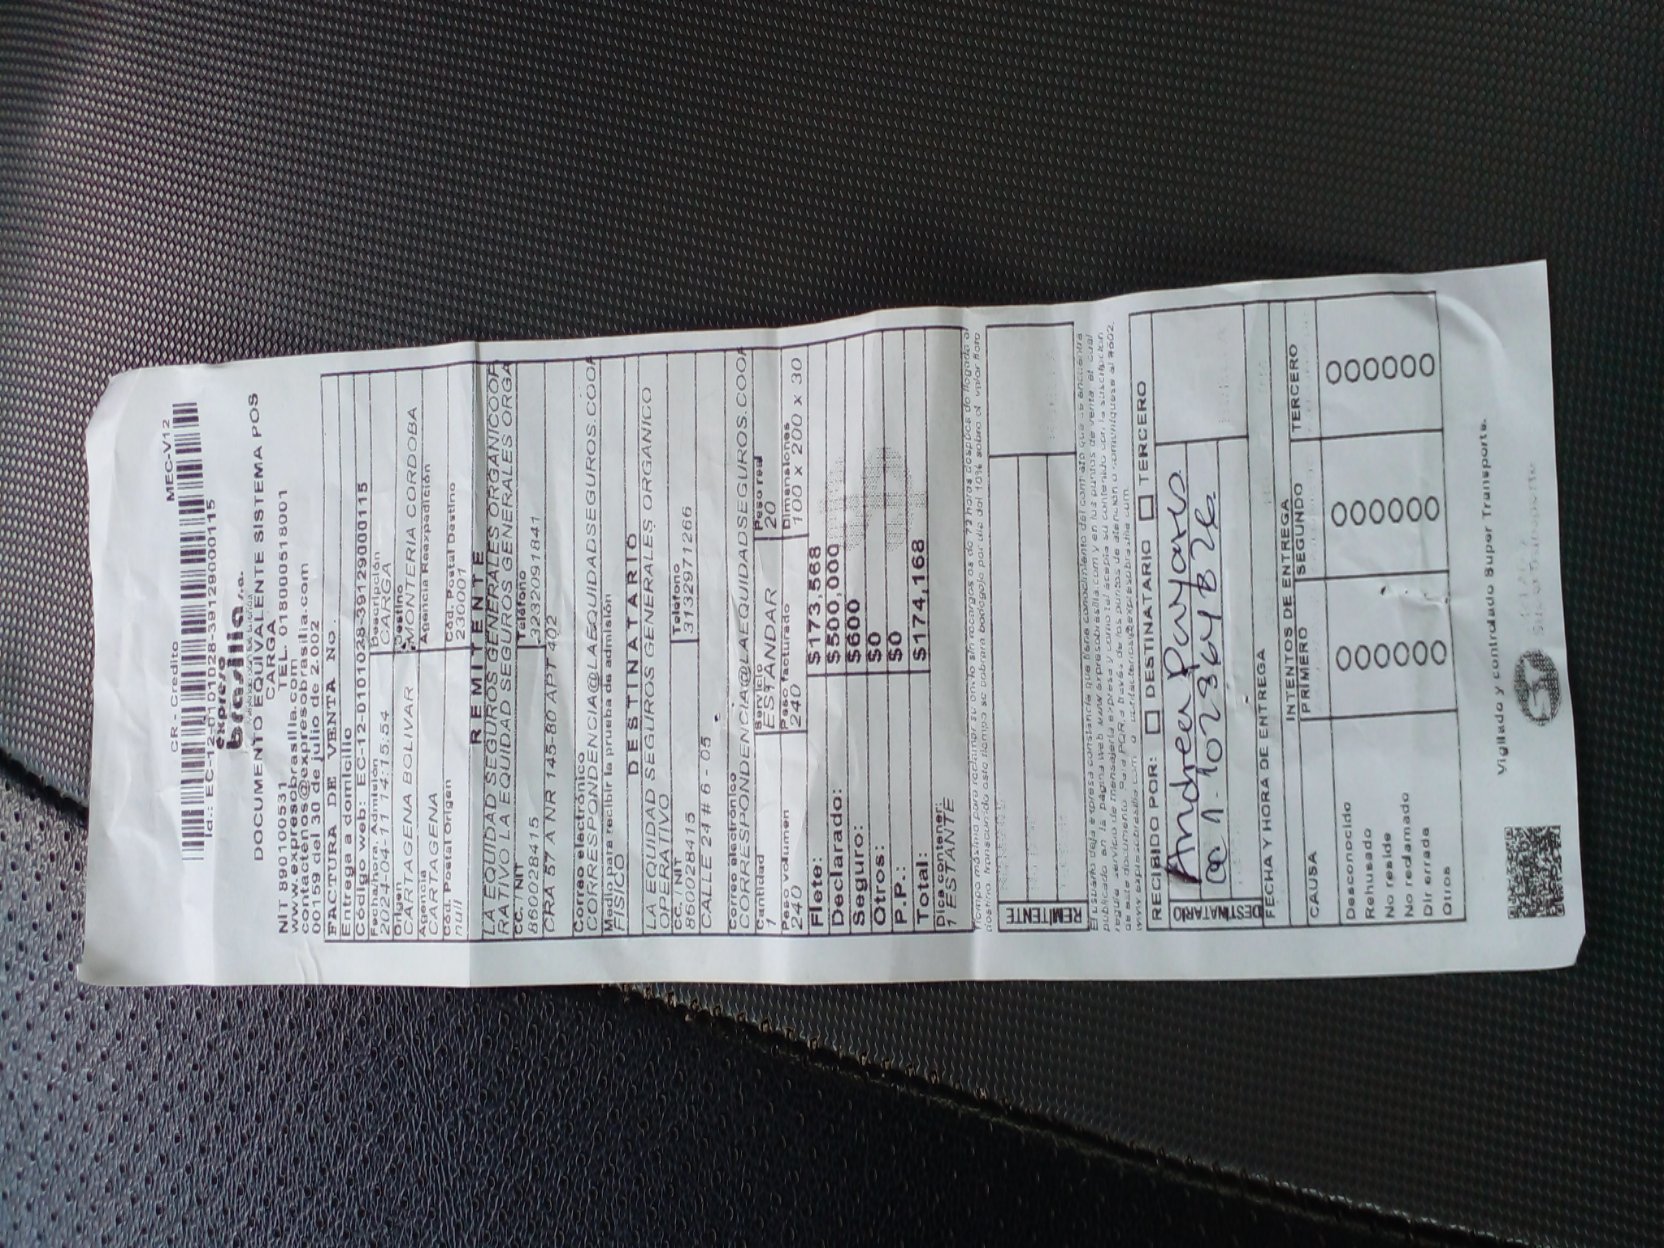 CR - Credito MEC-V12
Id.: EC-12-0101028-3912900115
expreso
brasilia s.a.
DOCUMENTO EQUIVALENTE SISTEMA POS
CARGA
NIT 890100531 TEL. 018000518001
www.expresobrasilia.com
contactenos@expresobrasilia.com
00159 del 30 de julio de 2.002
FACTURA DE VENTA No.
Entrega a domicilie
Código web: EC-12-0101028-3912900115
Fecha/hora. Admisión Descripción
2024-04-11 14:15:54 CARGA
Origen Destino
CARTAGENA BOLIVAR MONTERIA CORDOBA
Agencia Agencia Reexpedición
CARTAGENA
Cód. Postal Origen Cód. Postal Destino
null 230001
REMITENTE
LA EQUIDAD SEGUROS GENERALES ORGANICOOP
RATIVO LA EQUIDAD SEGUROS GENERALES ORGA
CC. / NIT Teléfono
860028415 3232091841
CRA 57 A NR 145-80 APT 402
Correo electrónico
CORRESPONDENCIA@LAEQUIDADSEGUROS.COOP
Medio para recibir la prueba de admisión
FISICO
DESTINATARIO
LA EQUIDAD SEGUROS GENERALES ORGANICO
OPERATIVO
CC. / NIT Teléfono
860028415 3132971266
CALLE 24 # 6 - 05
Correo electrónico
CORRESPONDENCIA@LAEQUIDADSEGUROS.COOP
Cantidad Servicio Peso real
1 ESTANDAR 20
Peso volumen Peso facturado Dimensiones
240 240 100 x 200 x 30
Flete: $173,568
Declarado: $500,000
Seguro: $600
Otros: $0
P.P.: $0
Total: $174,168
Dice contener:
1 ESTANTE
REMITENTE
RECIBIDO POR: DESTINATARIO TERCERO
Andrea Payares
DESTINATARIO
FECHA Y HORA DE ENTREGA
INTENTOS DE ENTREGA
CAUSA PRIMERO SEGUNDO TERCERO
Desconocido
Rehusado
No reside
No reclamado
Dir errada
Otros
Vigilado y controlado Super Transporte.